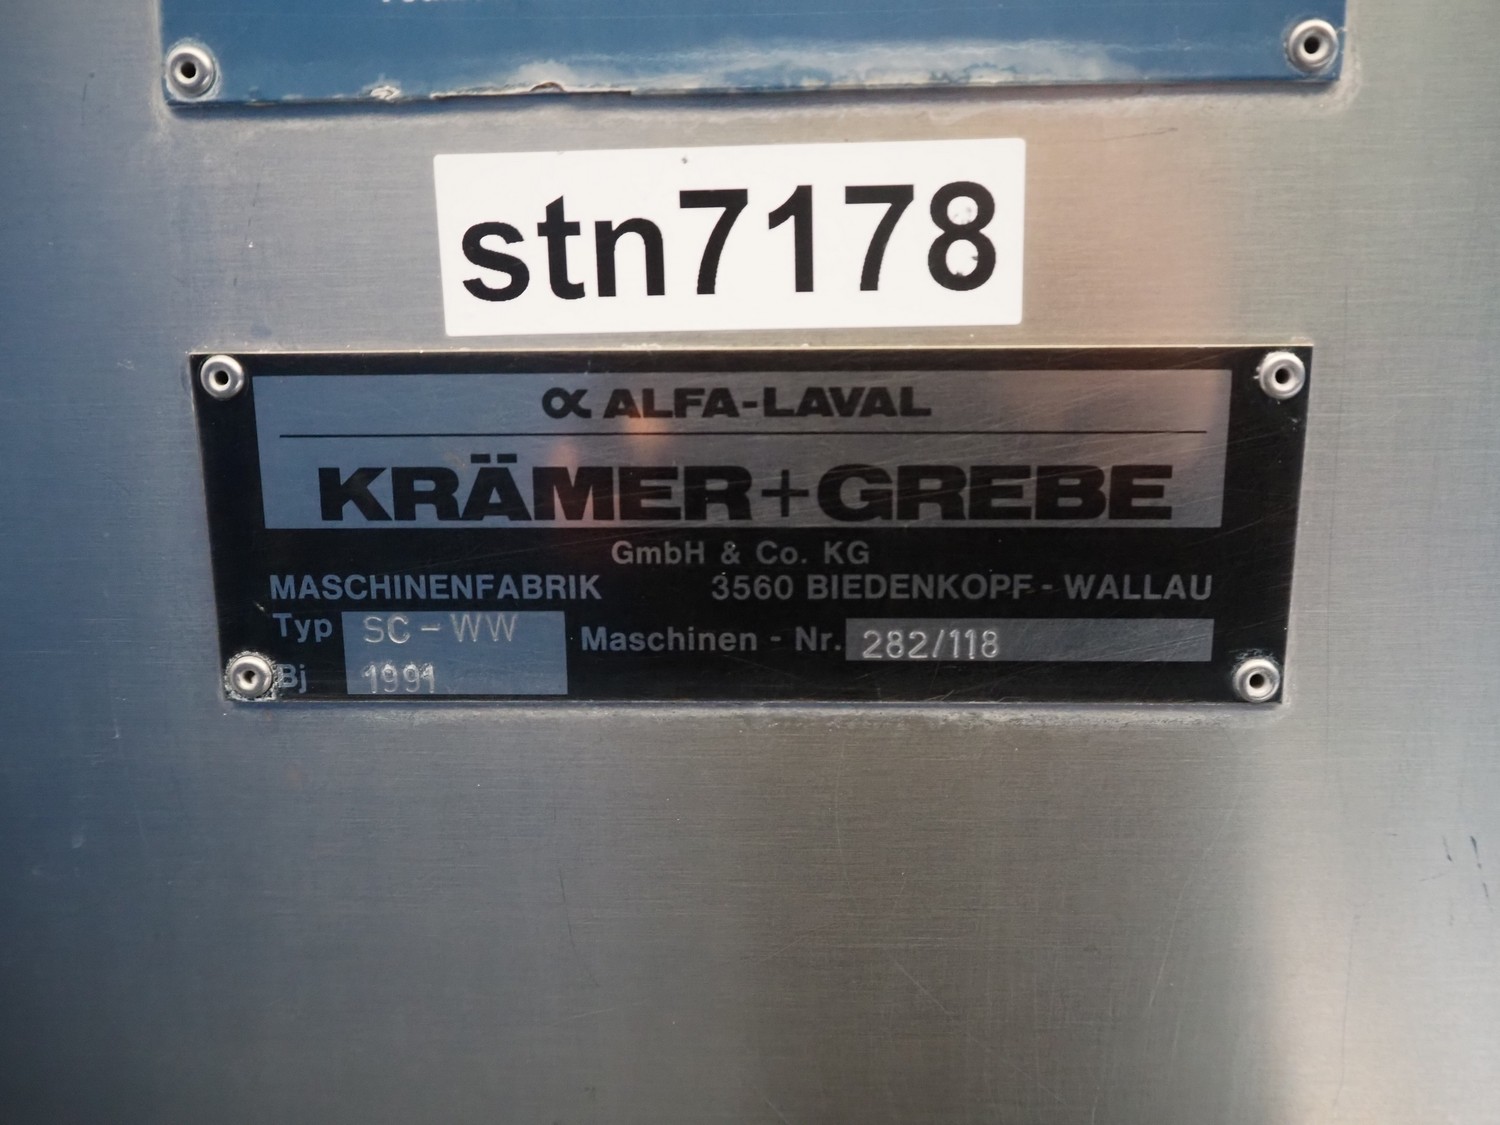 stn7178
α ALFA-LAVAL
KRÄMER+GREBE
GmbH & Co. KG
MASCHINENFABRIK 3560 BIEDENKOPF - WALLAU
Typ SC-WW Maschinen - Nr. 282/118
Bj 1991